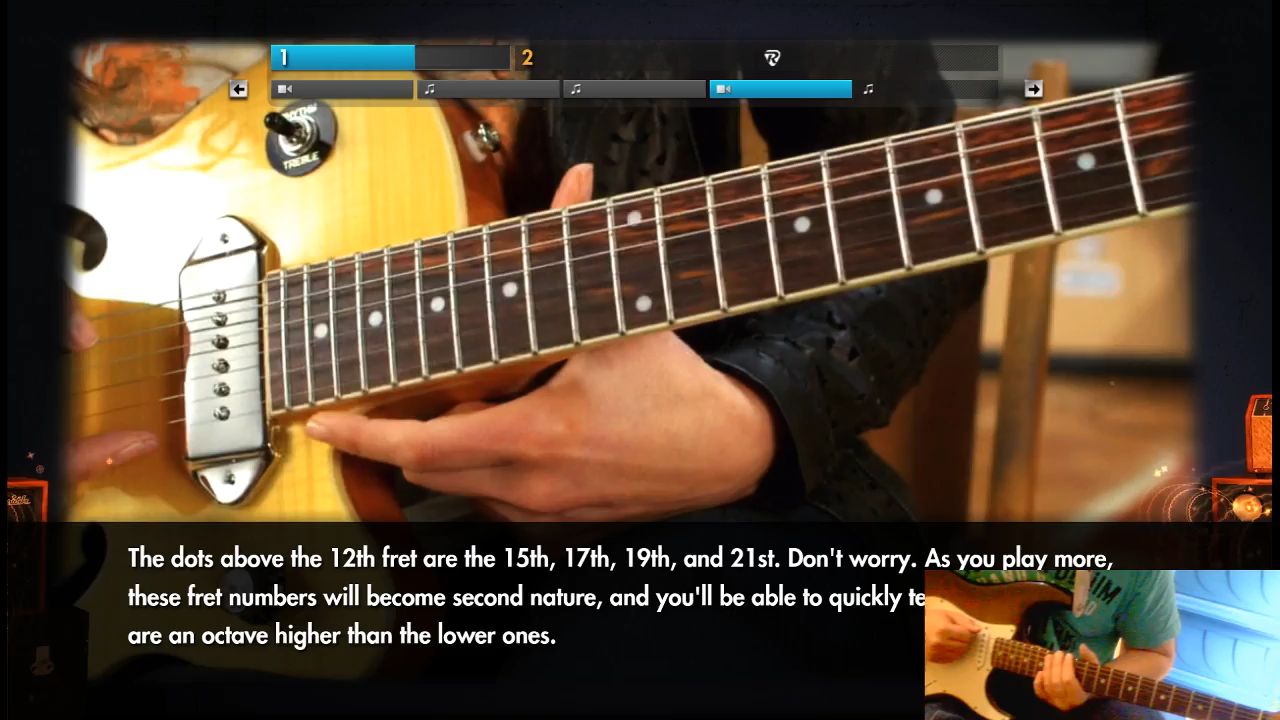 1
2
TREBLE
The dots above the 12th fret are the 15th, 17th, 19th, and 21st. Don't worry. As you play more,
these fret numbers will become second nature, and you'll be able to quickly te
are an octave higher than the lower ones.